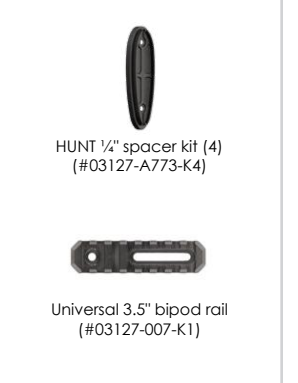 HUNT ¼" spacer kit (4)
(#03127-A773-K4)
Universal 3.5" bipod rail
(#03127-007-K1)